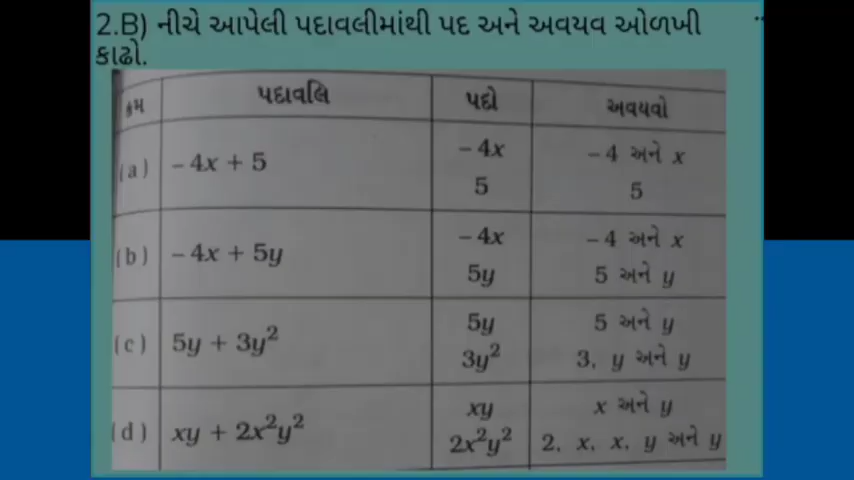 2.B) નીચે આપેલી પદાવલીમાંથી પદ અને અવયવ ઓળખી
કાઢો.
ક્રમ પદાવલિ પદો અવયવો
(a) – 4x + 5 – 4x – 4 અને x
5 5
(b) – 4x + 5y – 4x – 4 અને x
5y 5 અને y
(c) 5y + 3y² 5y 5 અને y
3y² 3, y અને y
(d) xy + 2x²y² xy x અને y
2x²y² 2, x, x, y અને y